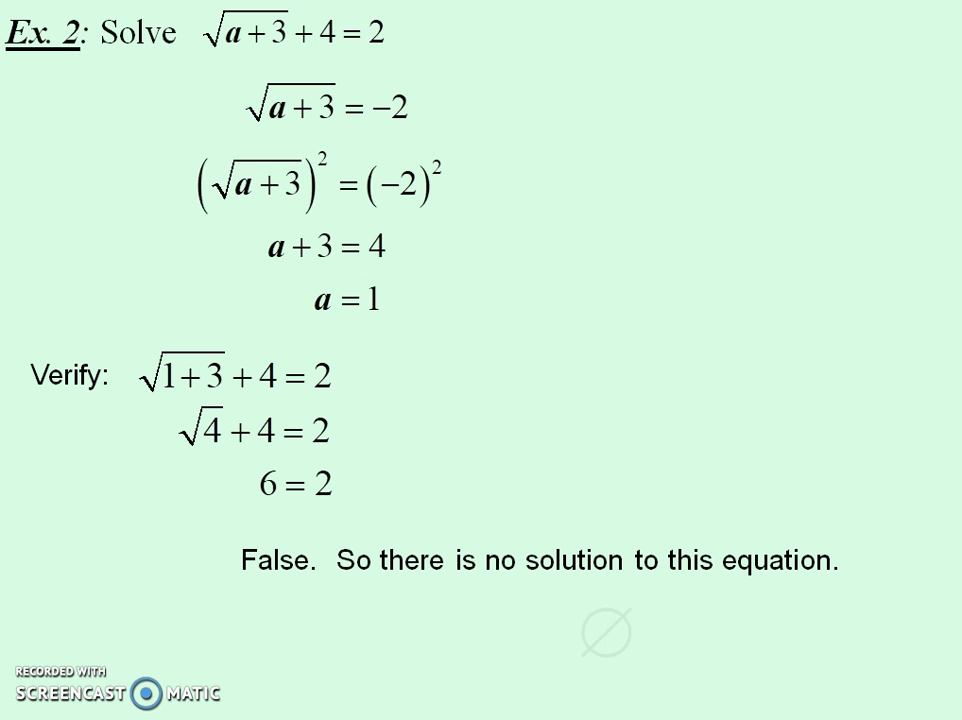 Ex. 2: Solve √(a + 3) + 4 = 2
√(a + 3) = −2
(√(a + 3))² = (−2)²
a + 3 = 4
a = 1
Verify: √(1 + 3) + 4 = 2
√4 + 4 = 2
6 = 2
False. So there is no solution to this equation.
∅
RECORDED WITH
SCREENCAST MATIC